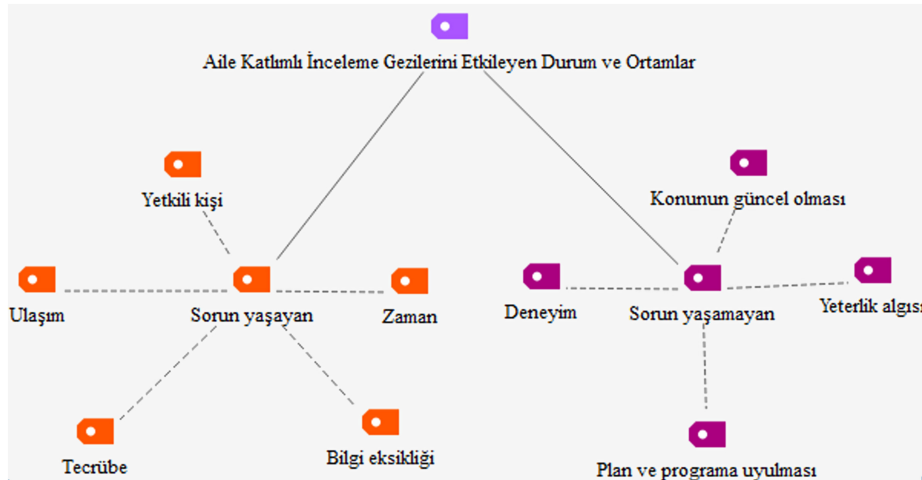 Aile Katlımlı İnceleme Gezilerini Etkileyen Durum ve Ortamlar
Yetkili kişi
Konunun güncel olması
Ulaşım
Sorun yaşayan
Zaman
Deneyim
Sorun yaşamayan
Yeterlik algısı
Tecrübe
Bilgi eksikliği
Plan ve programa uyulması